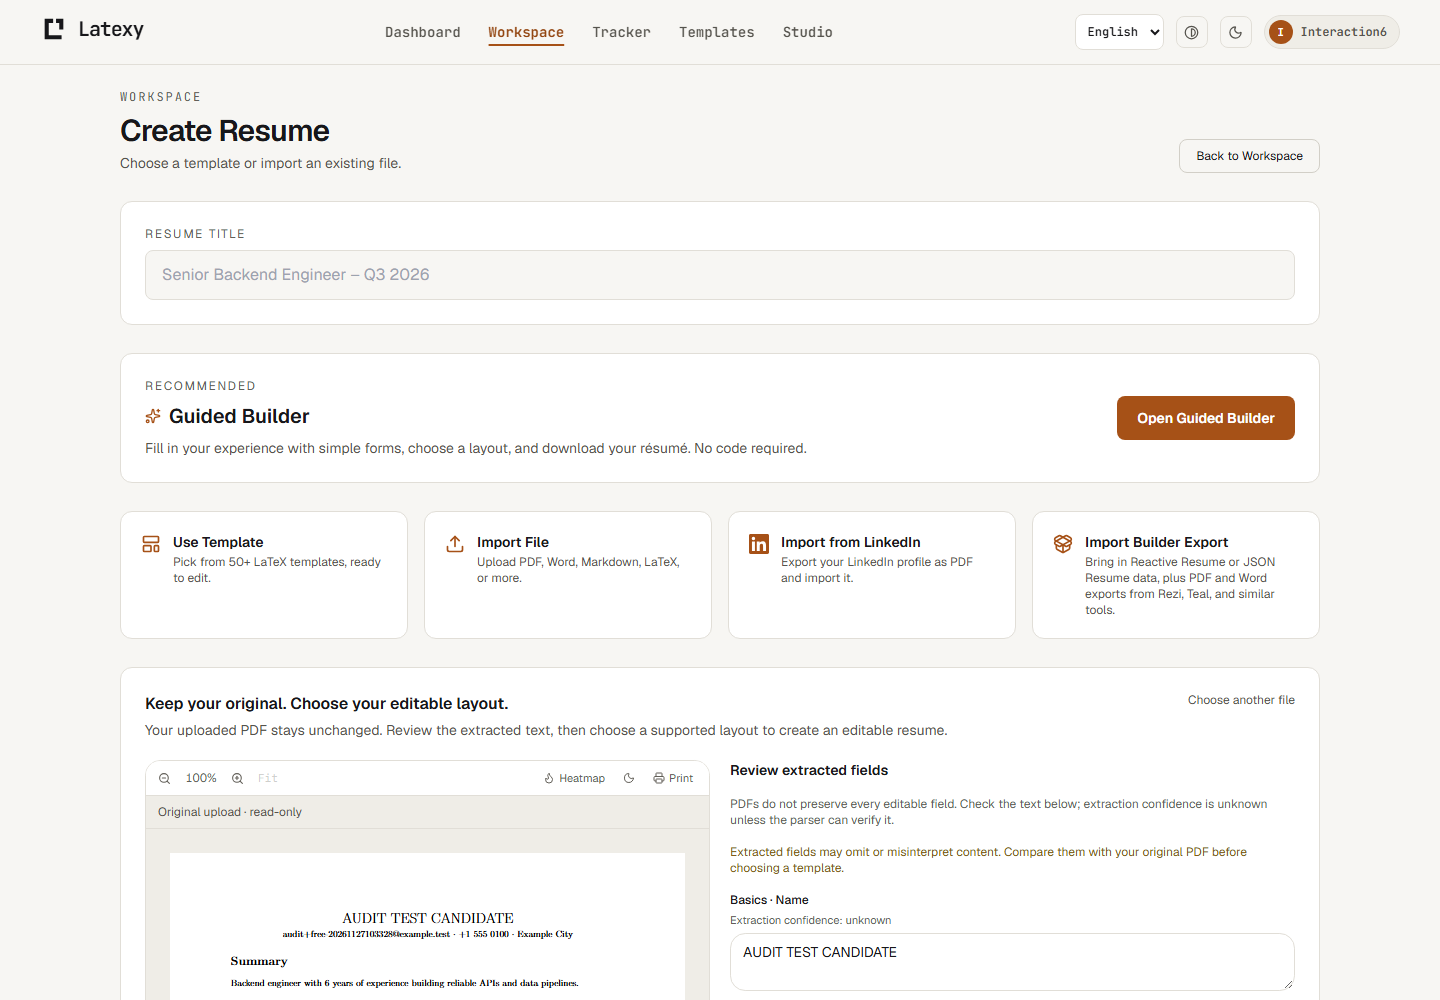 Latexy
Dashboard
Workspace
Tracker
Templates
Studio
English
I
Interaction6
WORKSPACE
Create Resume
Choose a template or import an existing file.
Back to Workspace
RESUME TITLE
Senior Backend Engineer – Q3 2026
RECOMMENDED
Guided Builder
Fill in your experience with simple forms, choose a layout, and download your résumé. No code required.
Open Guided Builder
Use Template
Pick from 50+ LaTeX templates, ready
to edit.
Import File
Upload PDF, Word, Markdown, LaTeX,
or more.
Import from LinkedIn
Export your LinkedIn profile as PDF
and import it.
Import Builder Export
Bring in Reactive Resume or JSON
Resume data, plus PDF and Word
exports from Rezi, Teal, and similar
tools.
Keep your original. Choose your editable layout.
Choose another file
Your uploaded PDF stays unchanged. Review the extracted text, then choose a supported layout to create an editable resume.
100%
Fit
Heatmap
Print
Original upload · read-only
AUDIT TEST CANDIDATE
audit+free-20261127103328@example.test · +1 555 0100 · Example City
Summary
Backend engineer with 6 years of experience building reliable APIs and data pipelines.
Review extracted fields
PDFs do not preserve every editable field. Check the text below; extraction confidence is unknown
unless the parser can verify it.
Extracted fields may omit or misinterpret content. Compare them with your original PDF before
choosing a template.
Basics · Name
Extraction confidence: unknown
AUDIT TEST CANDIDATE